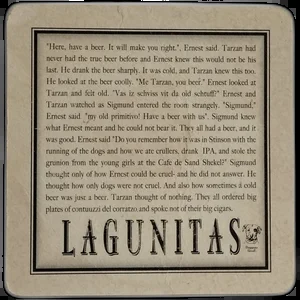 "Here, have a beer. It will make you right.". Ernest said. Tarzan had
never had the true beer before and Ernest knew this would not be his
last. He drank the beer sharply. It was cold, and Tarzan knew this too.
He looked at the beer coolly. "Me Tarzan, you beer." Ernest looked at
Tarzan and felt old. "Vas iz schviss vit da old schtuff?" Ernest and
Tarzan watched us Sigmund entered the room strangely. "Sigmund,"
Ernest said "my old primitivo! Have a beer with us". Sigmund knew
what Ernest meant and he could not bear it. They all had a beer, and it
was good. Ernest said "Do you remember how it was in Stinson with the
running of the dogs and how we ate crullers, drank IPA, and stole the
grunion from the young girls at the Cafe de Sand Shekel?" Sigmund
thought only of how Ernest could be cruel- and he did not answer. He
thought how only dogs were not cruel. And also how sometimes a cold
beer was just a beer. Tarzan thought of nothing. They all ordered big
plates of contuuzzi del corratzo and spoke not of their big cigars.
LAGUNITAS